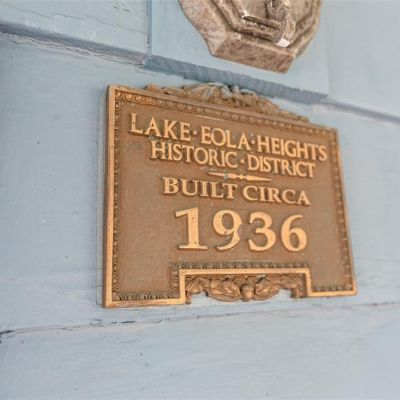 LAKE·EOLA·HEIGHTS
HISTORIC·DISTRICT
BUILT CIRCA
1936